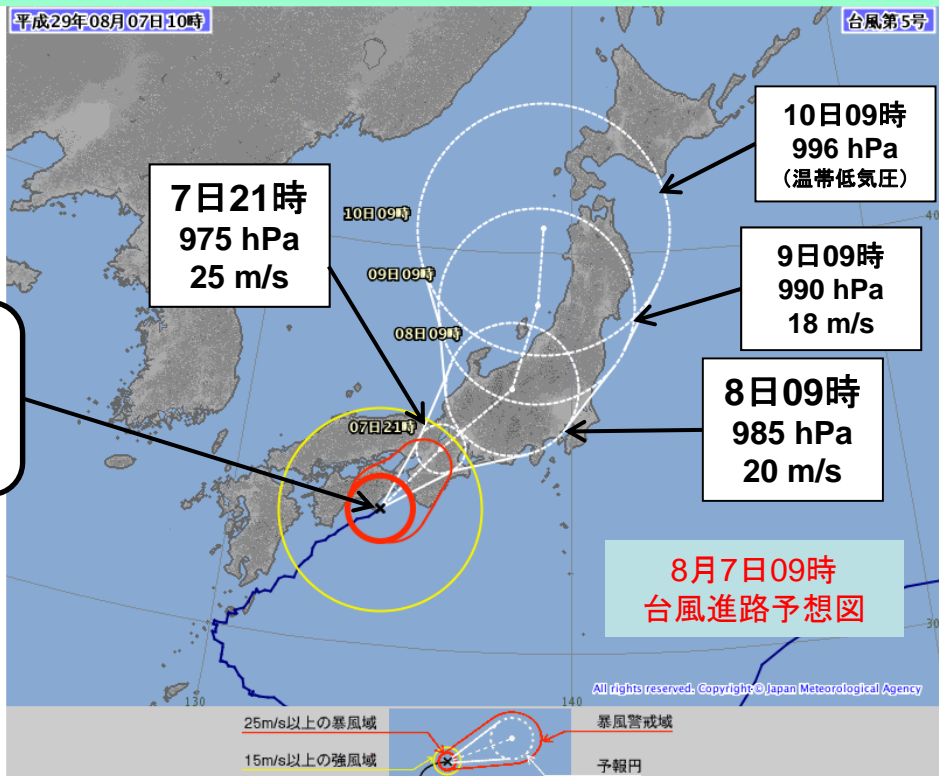 平成29年08月07日10時
台風第5号
10日09時
996 hPa
（温帯低気圧）
7日21時
975 hPa
25 m/s
10日09時
40
9日09時
990 hPa
18 m/s
09日09時
08日09時
8日09時
985 hPa
20 m/s
07日21時
8月7日09時
台風進路予想図
30
All rights reserved. Copyright © Japan Meteorological Agency
130
140
25m/s以上の暴風域
暴風警戒域
15m/s以上の強風域
予報円